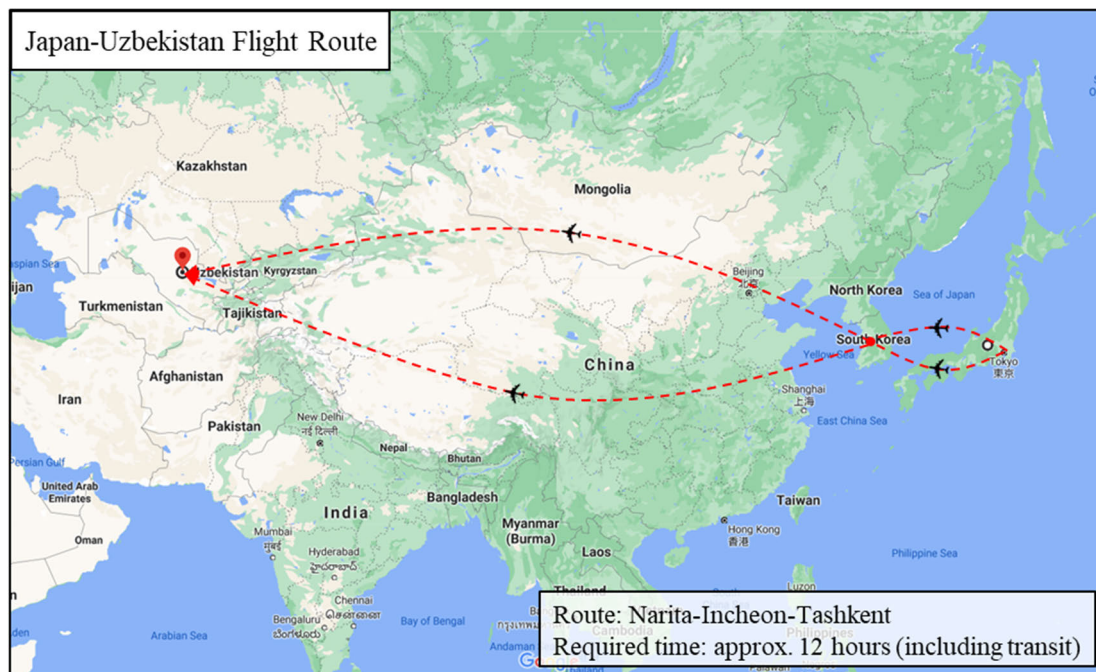 Japan-Uzbekistan Flight Route
Kazakhstan
Mongolia
Caspian Sea
Uzbekistan
Kyrgyzstan
Beijing
北京
North Korea
Sea of Japan
Turkmenistan
Tajikistan
South Korea
Tokyo
東京
Yellow Sea
China
Afghanistan
Shanghai
上海
Iran
New Delhi
नई दिल्ली
East China Sea
Pakistan
Nepal
Bhutan
Persian Gulf
United Arab
Emirates
Bangladesh
Taiwan
India
Myanmar
(Burma)
Hong Kong
香港
Oman
Mumbai
मुंबई
Laos
Philippine Sea
Hyderabad
Thailand
Luzon
Chennai
சென்னை
Bengaluru
ಬೆಂಗಳೂರು
Arabian Sea
Bay of Bengal
Route: Narita-Incheon-Tashkent
Required time: approx. 12 hours (including transit)